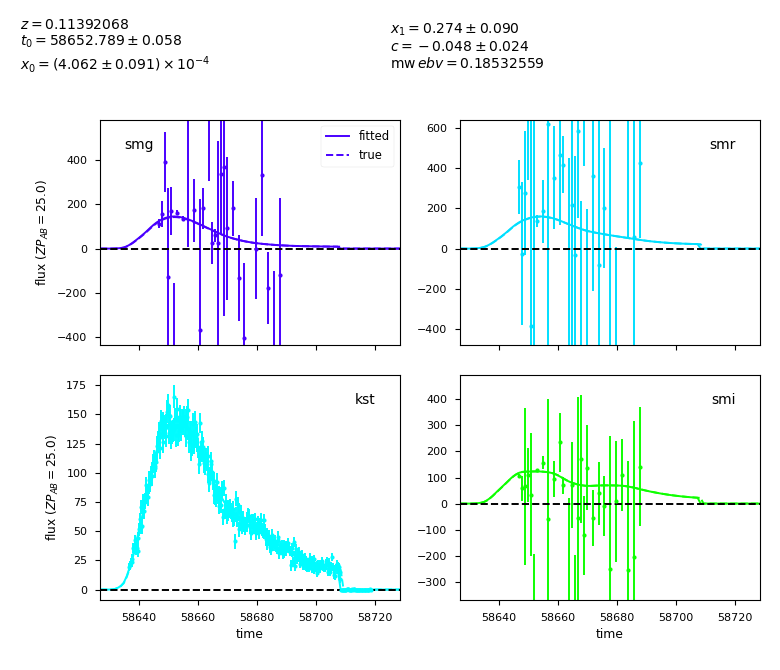 z = 0.11392068
t₀ = 58652.789 ± 0.058
x₀ = (4.062 ± 0.091) × 10⁻⁴
x₁ = 0.274 ± 0.090
c = −0.048 ± 0.024
mw ebv = 0.18532559
smg
fitted
true
400
200
0
−200
−400
flux (ZP_AB = 25.0)
smr
600
400
200
0
−200
−400
kst
175
150
125
100
75
50
25
0
flux (ZP_AB = 25.0)
58640 58660 58680 58700 58720
time
smi
400
300
200
100
0
−100
−200
−300
58640 58660 58680 58700 58720
time